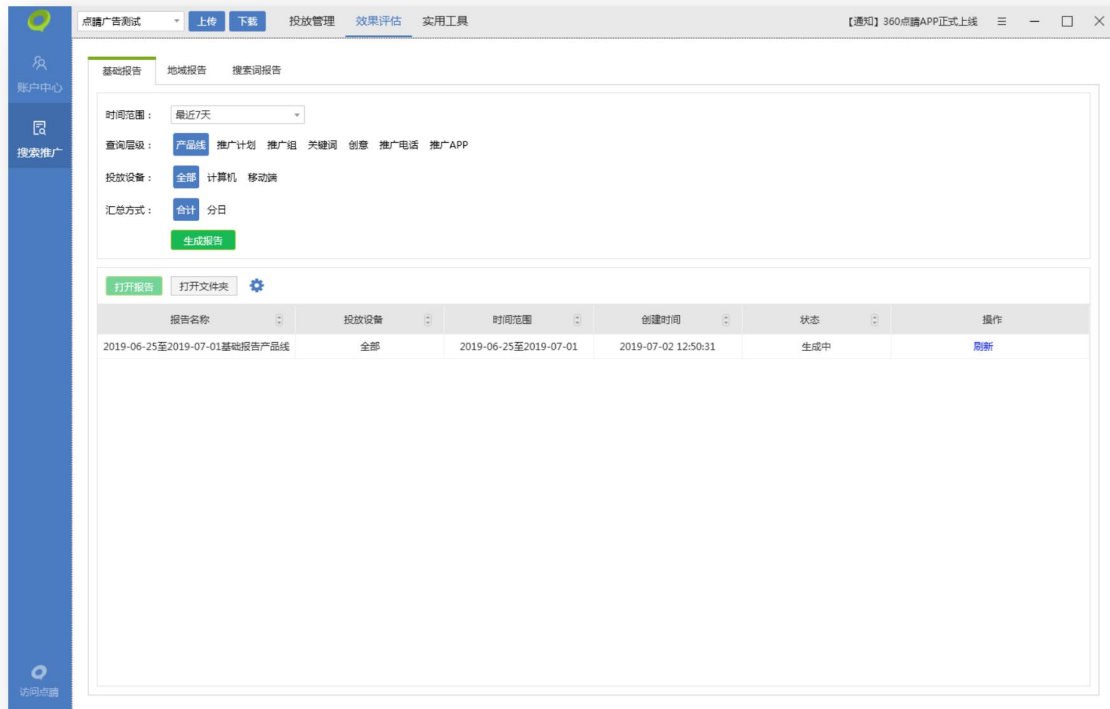 点睛广告测试 上传 下载 投放管理 效果评估 实用工具 【通知】360点睛APP正式上线
账户中心
搜索推广
基础报告 地域报告 搜索词报告
时间范围： 最近7天
查询层级： 产品线 推广计划 推广组 关键词 创意 推广电话 推广APP
投放设备： 全部 计算机 移动端
汇总方式： 合计 分日
生成报告
打开报告 打开文件夹
报告名称 投放设备 时间范围 创建时间 状态 操作
2019-06-25至2019-07-01基础报告产品线 全部 2019-06-25至2019-07-01 2019-07-02 12:50:31 生成中 刷新
访问点睛